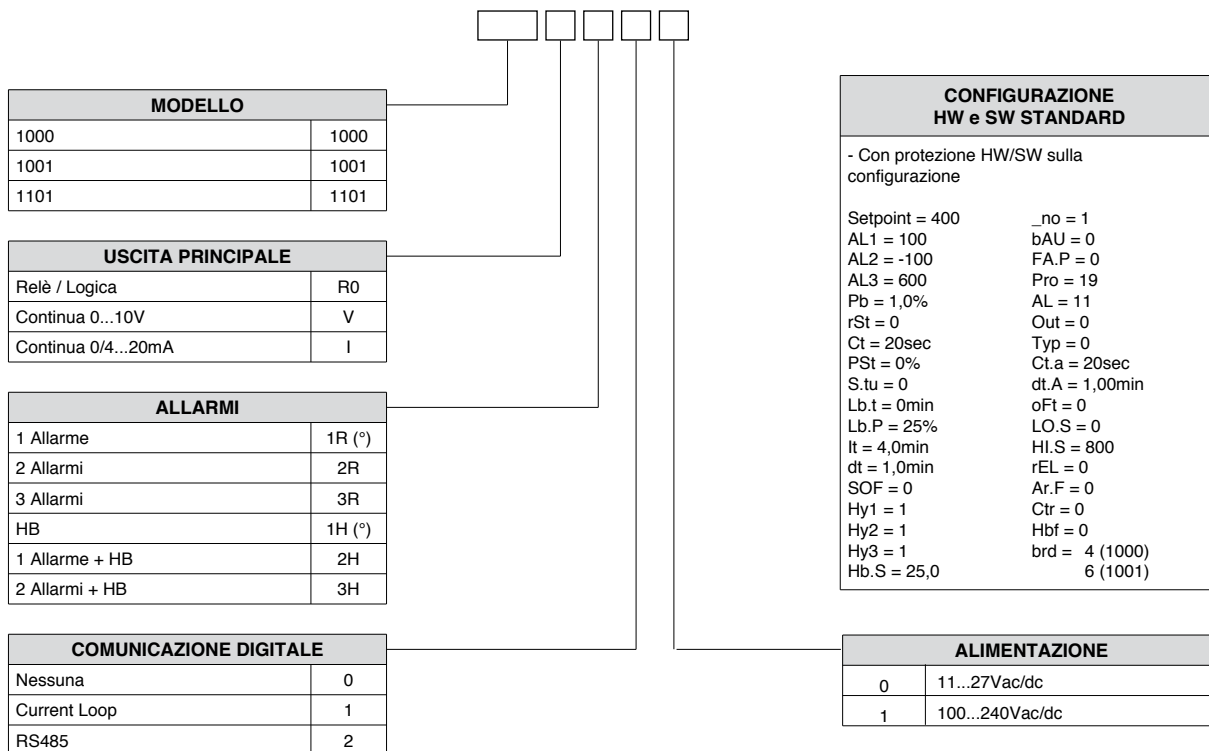 MODELLO
1000 1000
1001 1001
1101 1101
USCITA PRINCIPALE
Relè / Logica R0
Continua 0...10V V
Continua 0/4...20mA I
ALLARMI
1 Allarme 1R (°)
2 Allarmi 2R
3 Allarmi 3R
HB 1H (°)
1 Allarme + HB 2H
2 Allarmi + HB 3H
COMUNICAZIONE DIGITALE
Nessuna 0
Current Loop 1
RS485 2
CONFIGURAZIONE
HW e SW STANDARD
- Con protezione HW/SW sulla
configurazione
Setpoint = 400 _no = 1
AL1 = 100 bAU = 0
AL2 = -100 FA.P = 0
AL3 = 600 Pro = 19
Pb = 1,0% AL = 11
rSt = 0 Out = 0
Ct = 20sec Typ = 0
PSt = 0% Ct.a = 20sec
S.tu = 0 dt.A = 1,00min
Lb.t = 0min oFt = 0
Lb.P = 25% LO.S = 0
It = 4,0min HI.S = 800
dt = 1,0min rEL = 0
SOF = 0 Ar.F = 0
Hy1 = 1 Ctr = 0
Hy2 = 1 Hbf = 0
Hy3 = 1 brd = 4 (1000)
Hb.S = 25,0 6 (1001)
ALIMENTAZIONE
0 11...27Vac/dc
1 100...240Vac/dc